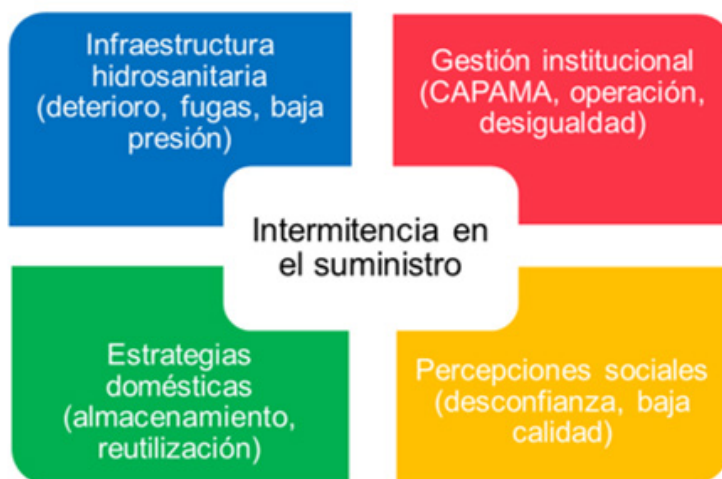 Infraestructura
hidrosanitaria
(deterioro, fugas, baja
presión)
Gestión institucional
(CAPAMA, operación,
desigualdad)
Intermitencia en
el suministro
Estrategias
domésticas
(almacenamiento,
reutilización)
Percepciones sociales
(desconfianza, baja
calidad)